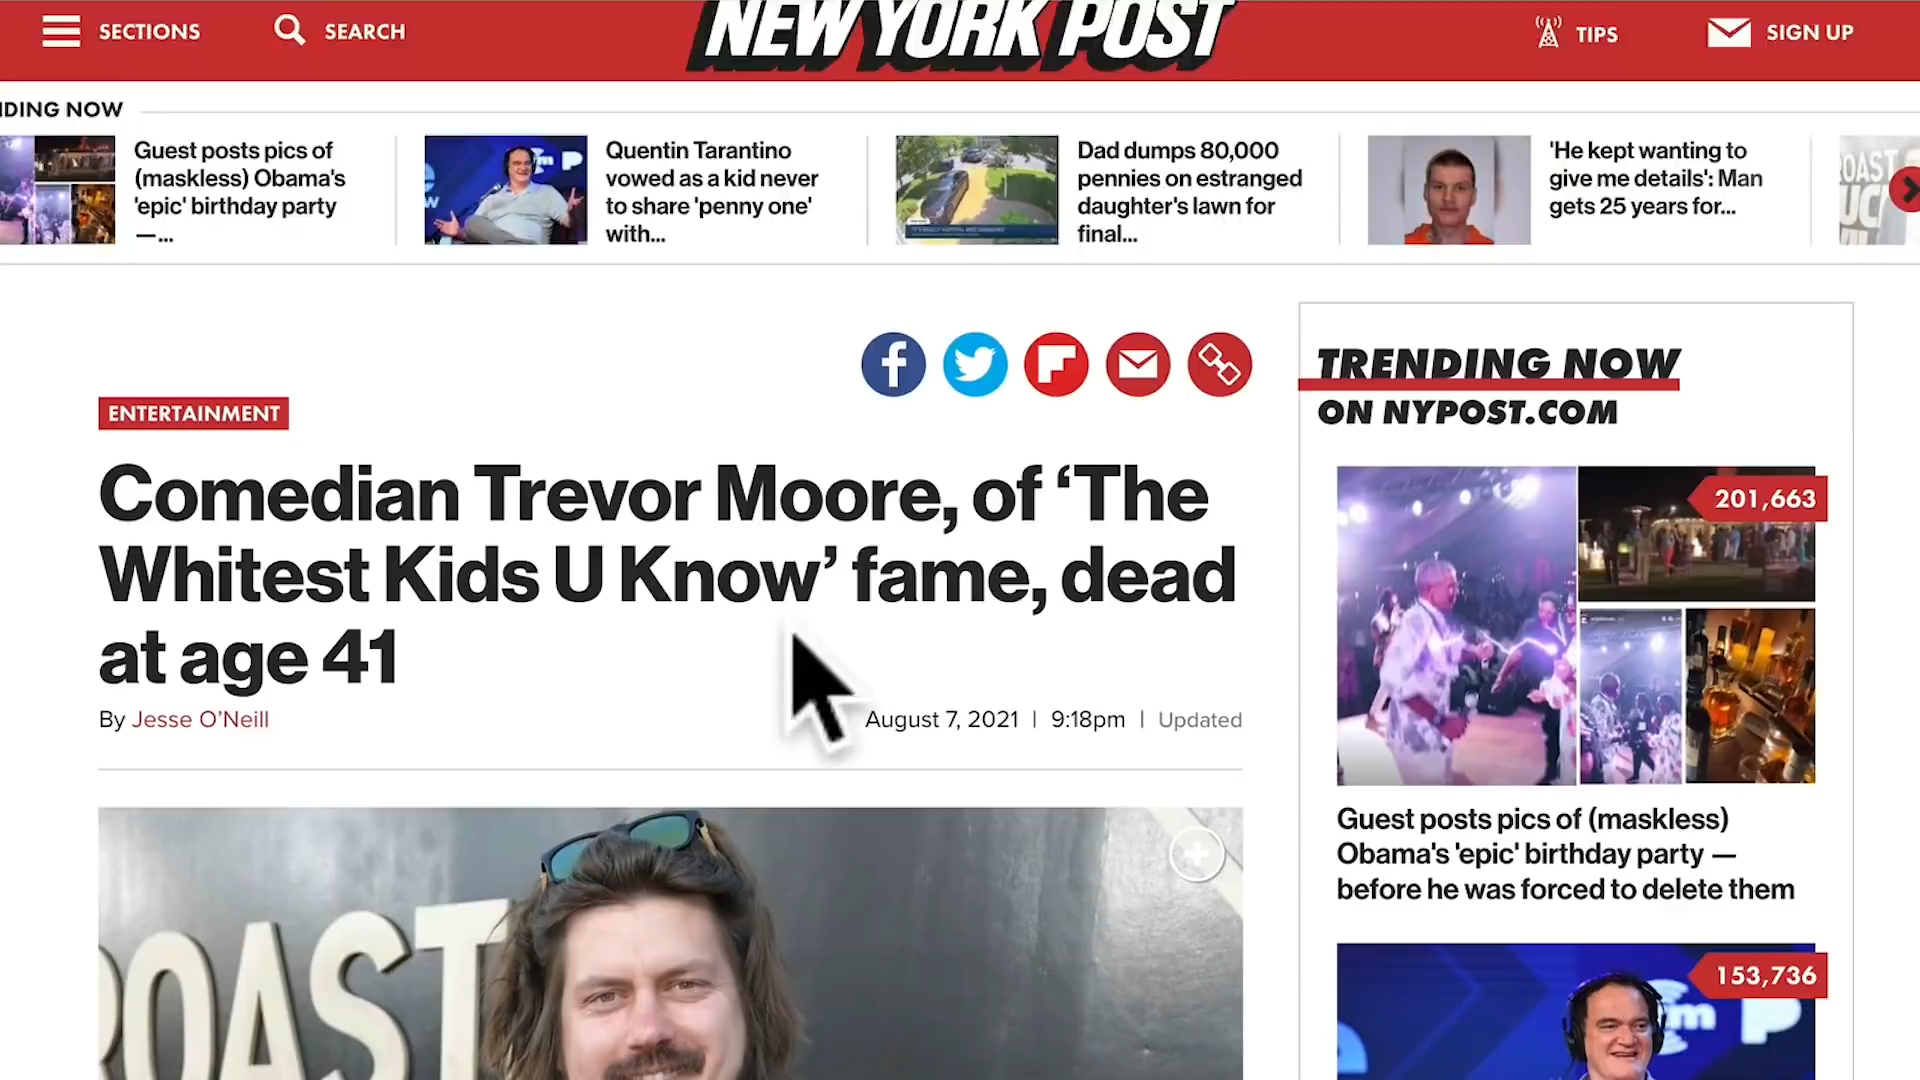 SECTIONS
SEARCH
NEW YORK POST
TIPS
SIGN UP
DING NOW
Guest posts pics of
(maskless) Obama's
'epic' birthday party
—...
Quentin Tarantino
vowed as a kid never
to share 'penny one'
with...
Dad dumps 80,000
pennies on estranged
daughter's lawn for
final...
'He kept wanting to
give me details': Man
gets 25 years for...
ENTERTAINMENT
Comedian Trevor Moore, of ‘The
Whitest Kids U Know’ fame, dead
at age 41
By Jesse O’Neill
August 7, 2021 | 9:18pm | Updated
OAST
TRENDING NOW
ON NYPOST.COM
201,663
Guest posts pics of (maskless)
Obama's 'epic' birthday party —
before he was forced to delete them
153,736